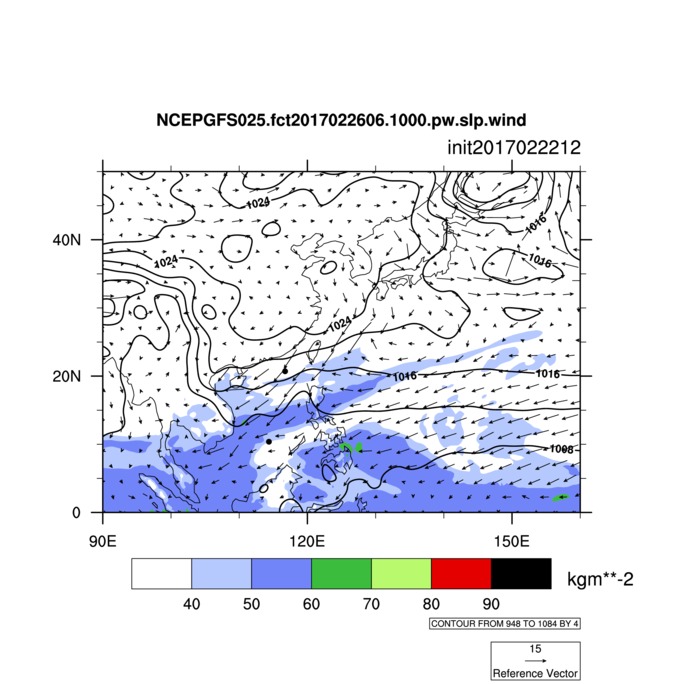 NCEPGFS025.fct2017022606.1000.pw.slp.wind
init2017022212
1024
1016
40N
1016
1024
1024
20N
1016
1016
1008
0
90E 120E 150E
kgm**-2
40 50 60 70 80 90
CONTOUR FROM 948 TO 1084 BY 4
15
Reference Vector